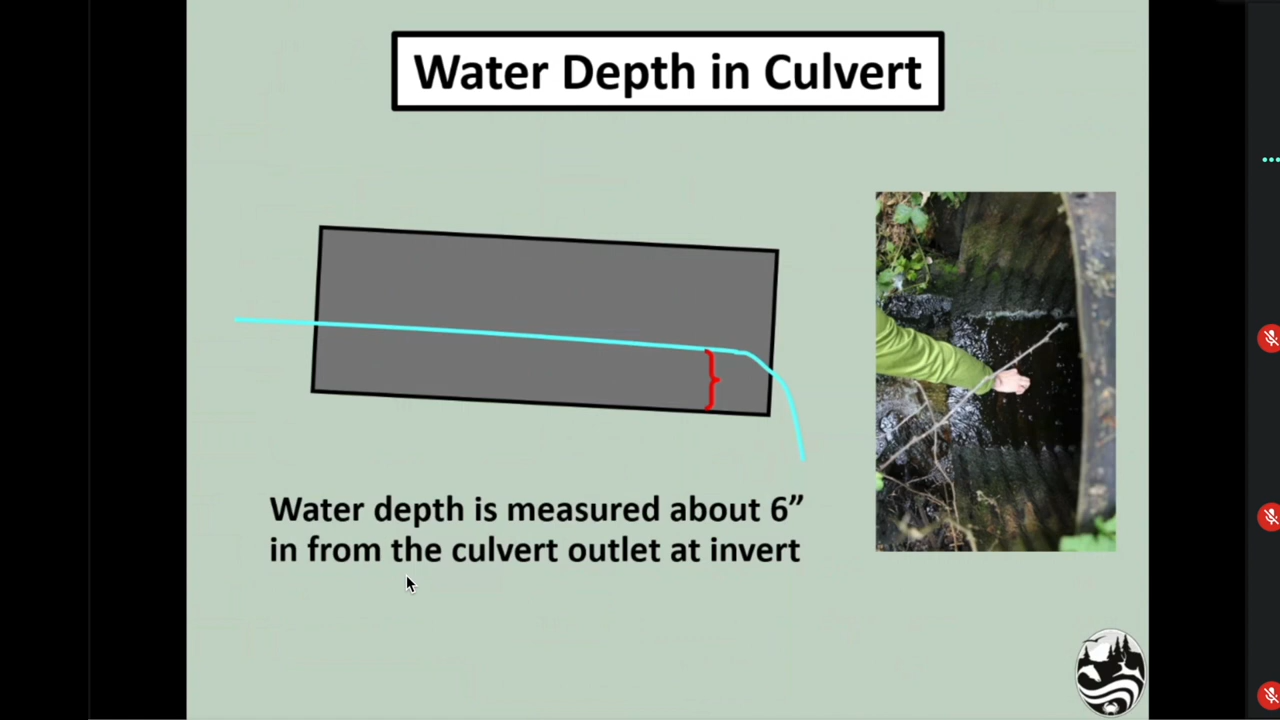 Water Depth in Culvert
Water depth is measured about 6”
in from the culvert outlet at invert